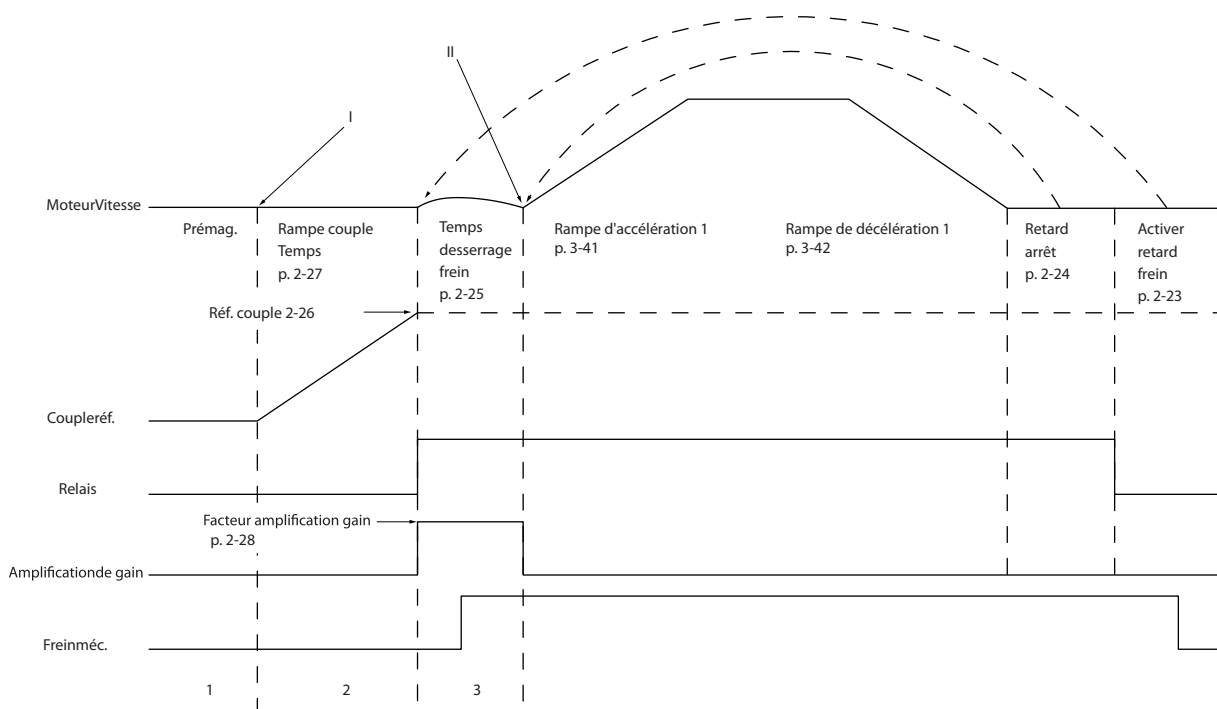 I
II
MoteurVitesse
Prémag.
Rampe couple
Temps
p. 2-27
Temps
desserrage
frein
p. 2-25
Rampe d'accélération 1
p. 3-41
Rampe de décélération 1
p. 3-42
Retard
arrêt
p. 2-24
Activer
retard
frein
p. 2-23
Réf. couple 2-26
Coupleréf.
Relais
Facteur amplification gain
p. 2-28
Amplificationde gain
Freinméc.
1
2
3